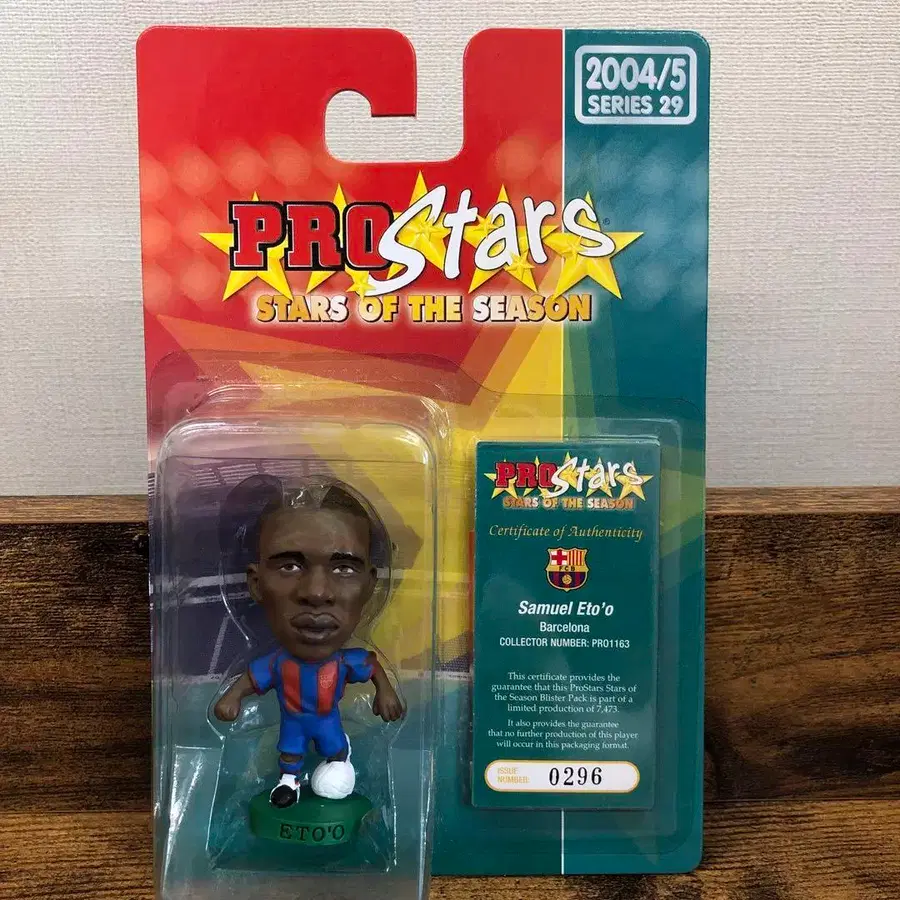 2004/5
SERIES 29
PROStars
STARS OF THE SEASON
PROStars
STARS OF THE SEASON
Certificate of Authenticity
FCB
Samuel Eto'o
Barcelona
COLLECTOR NUMBER: PRO1163
This certificate provides the
guarantee that this ProStars Stars of
the Season Blister Pack is part of a
limited production of 7,473.
It also provides the guarantee
that no further production of this player
will occur in this packaging format.
ISSUE
NUMBER: 0296
ETO'O